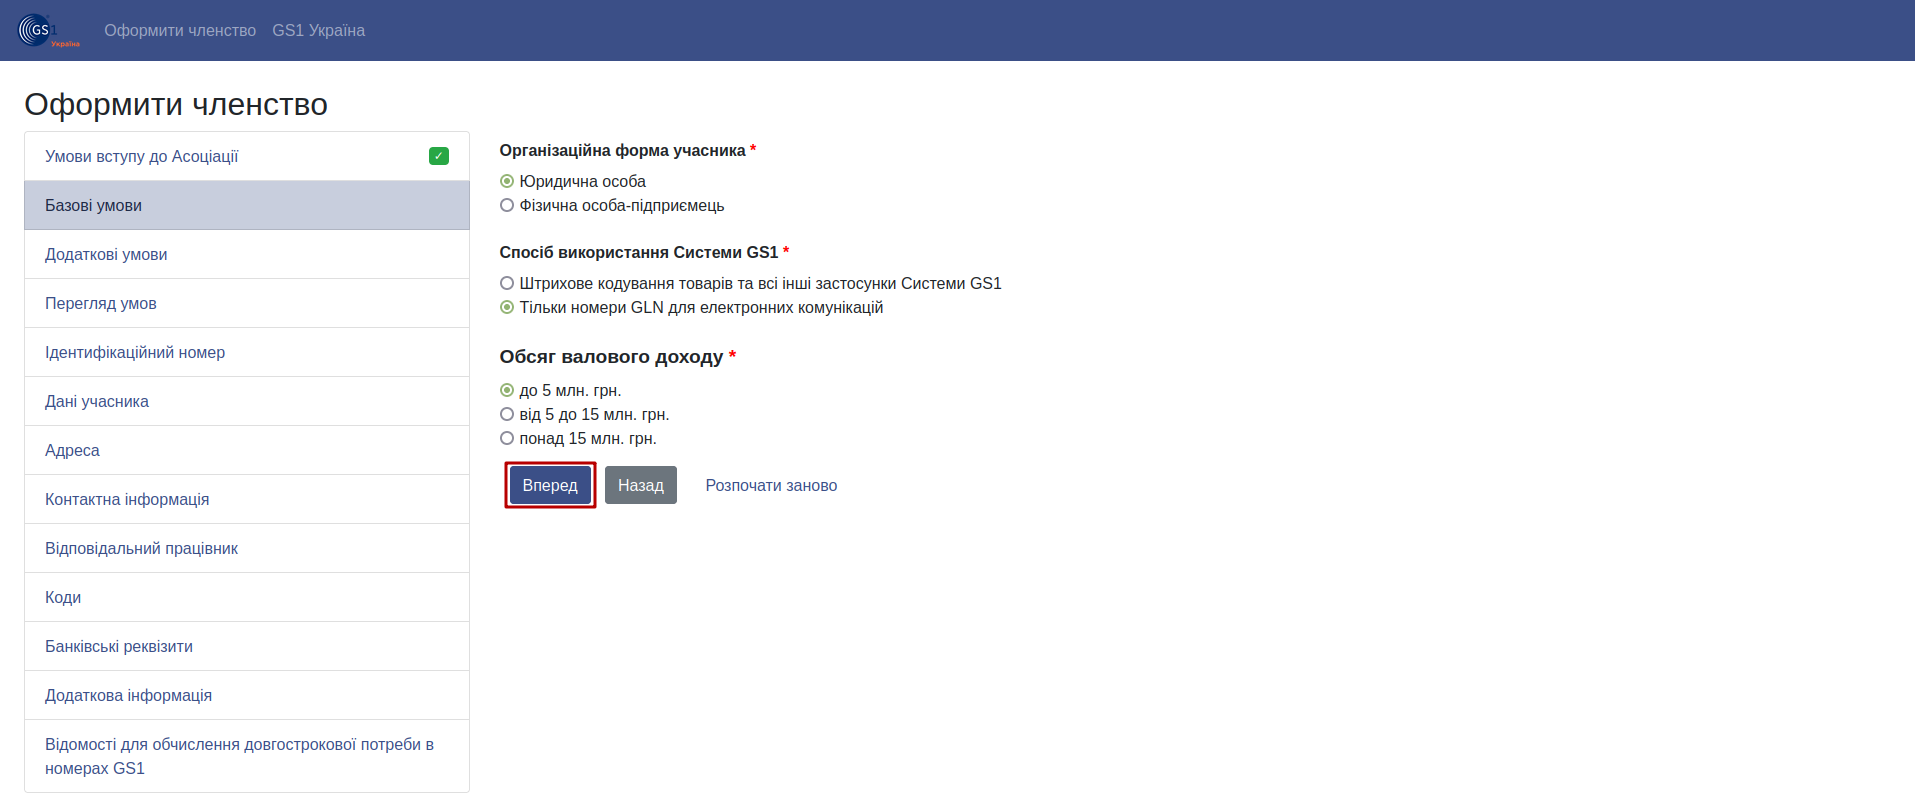 GS1
Україна
Оформити членство
GS1 Україна
Оформити членство
Умови вступу до Асоціації
Базові умови
Додаткові умови
Перегляд умов
Ідентифікаційний номер
Дані учасника
Адреса
Контактна інформація
Відповідальний працівник
Коди
Банківські реквізити
Додаткова інформація
Відомості для обчислення довгострокової потреби в
номерах GS1
Організаційна форма учасника *
Юридична особа
Фізична особа-підприємець
Спосіб використання Системи GS1 *
Штрихове кодування товарів та всі інші застосунки Системи GS1
Тільки номери GLN для електронних комунікацій
Обсяг валового доходу *
до 5 млн. грн.
від 5 до 15 млн. грн.
понад 15 млн. грн.
Вперед
Назад
Розпочати заново